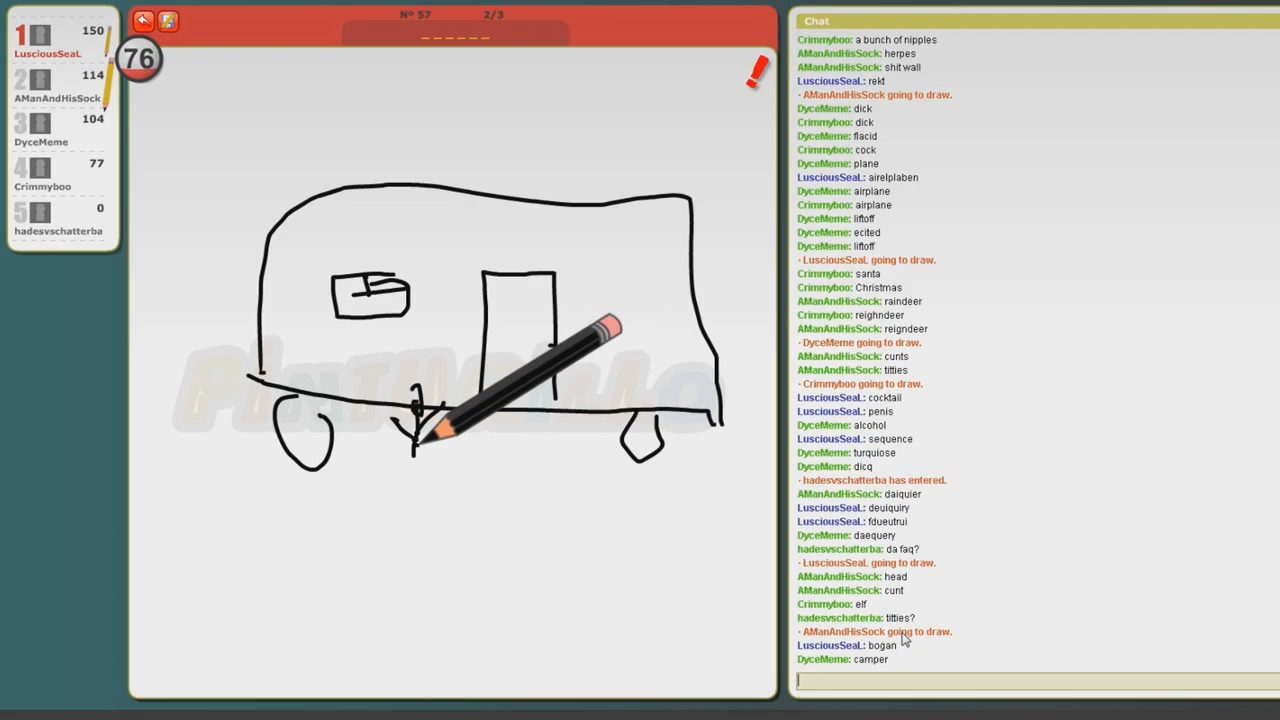 1 150
LusciousSeaL
76
2 114
AManAndHisSock
3 104
DyceMeme
4 77
Crimmyboo
5 0
hadesvschatterba
Nº 57 2/3
_ _ _ _ _ _
Pinturillo
Chat
Crimmyboo: a bunch of nipples
AManAndHisSock: herpes
AManAndHisSock: shit wall
LusciousSeaL: rekt
· AManAndHisSock going to draw.
DyceMeme: dick
Crimmyboo: dick
DyceMeme: flacid
Crimmyboo: cock
DyceMeme: plane
LusciousSeaL: airelplaben
DyceMeme: airplane
Crimmyboo: airplane
DyceMeme: liftoff
DyceMeme: ecited
DyceMeme: liftoff
· LusciousSeaL going to draw.
Crimmyboo: santa
Crimmyboo: Christmas
AManAndHisSock: raindeer
Crimmyboo: reighndeer
AManAndHisSock: reigndeer
· DyceMeme going to draw.
AManAndHisSock: cunts
AManAndHisSock: titties
· Crimmyboo going to draw.
LusciousSeaL: cocktail
LusciousSeaL: penis
DyceMeme: alcohol
LusciousSeaL: sequence
DyceMeme: turquiose
DyceMeme: dicq
· hadesvschatterba has entered.
AManAndHisSock: daiquier
LusciousSeaL: deuiquiry
LusciousSeaL: fdueutrui
DyceMeme: daequery
hadesvschatterba: da faq?
· LusciousSeaL going to draw.
AManAndHisSock: head
AManAndHisSock: cunt
Crimmyboo: elf
hadesvschatterba: titties?
· AManAndHisSock going to draw.
LusciousSeaL: bogan
DyceMeme: camper